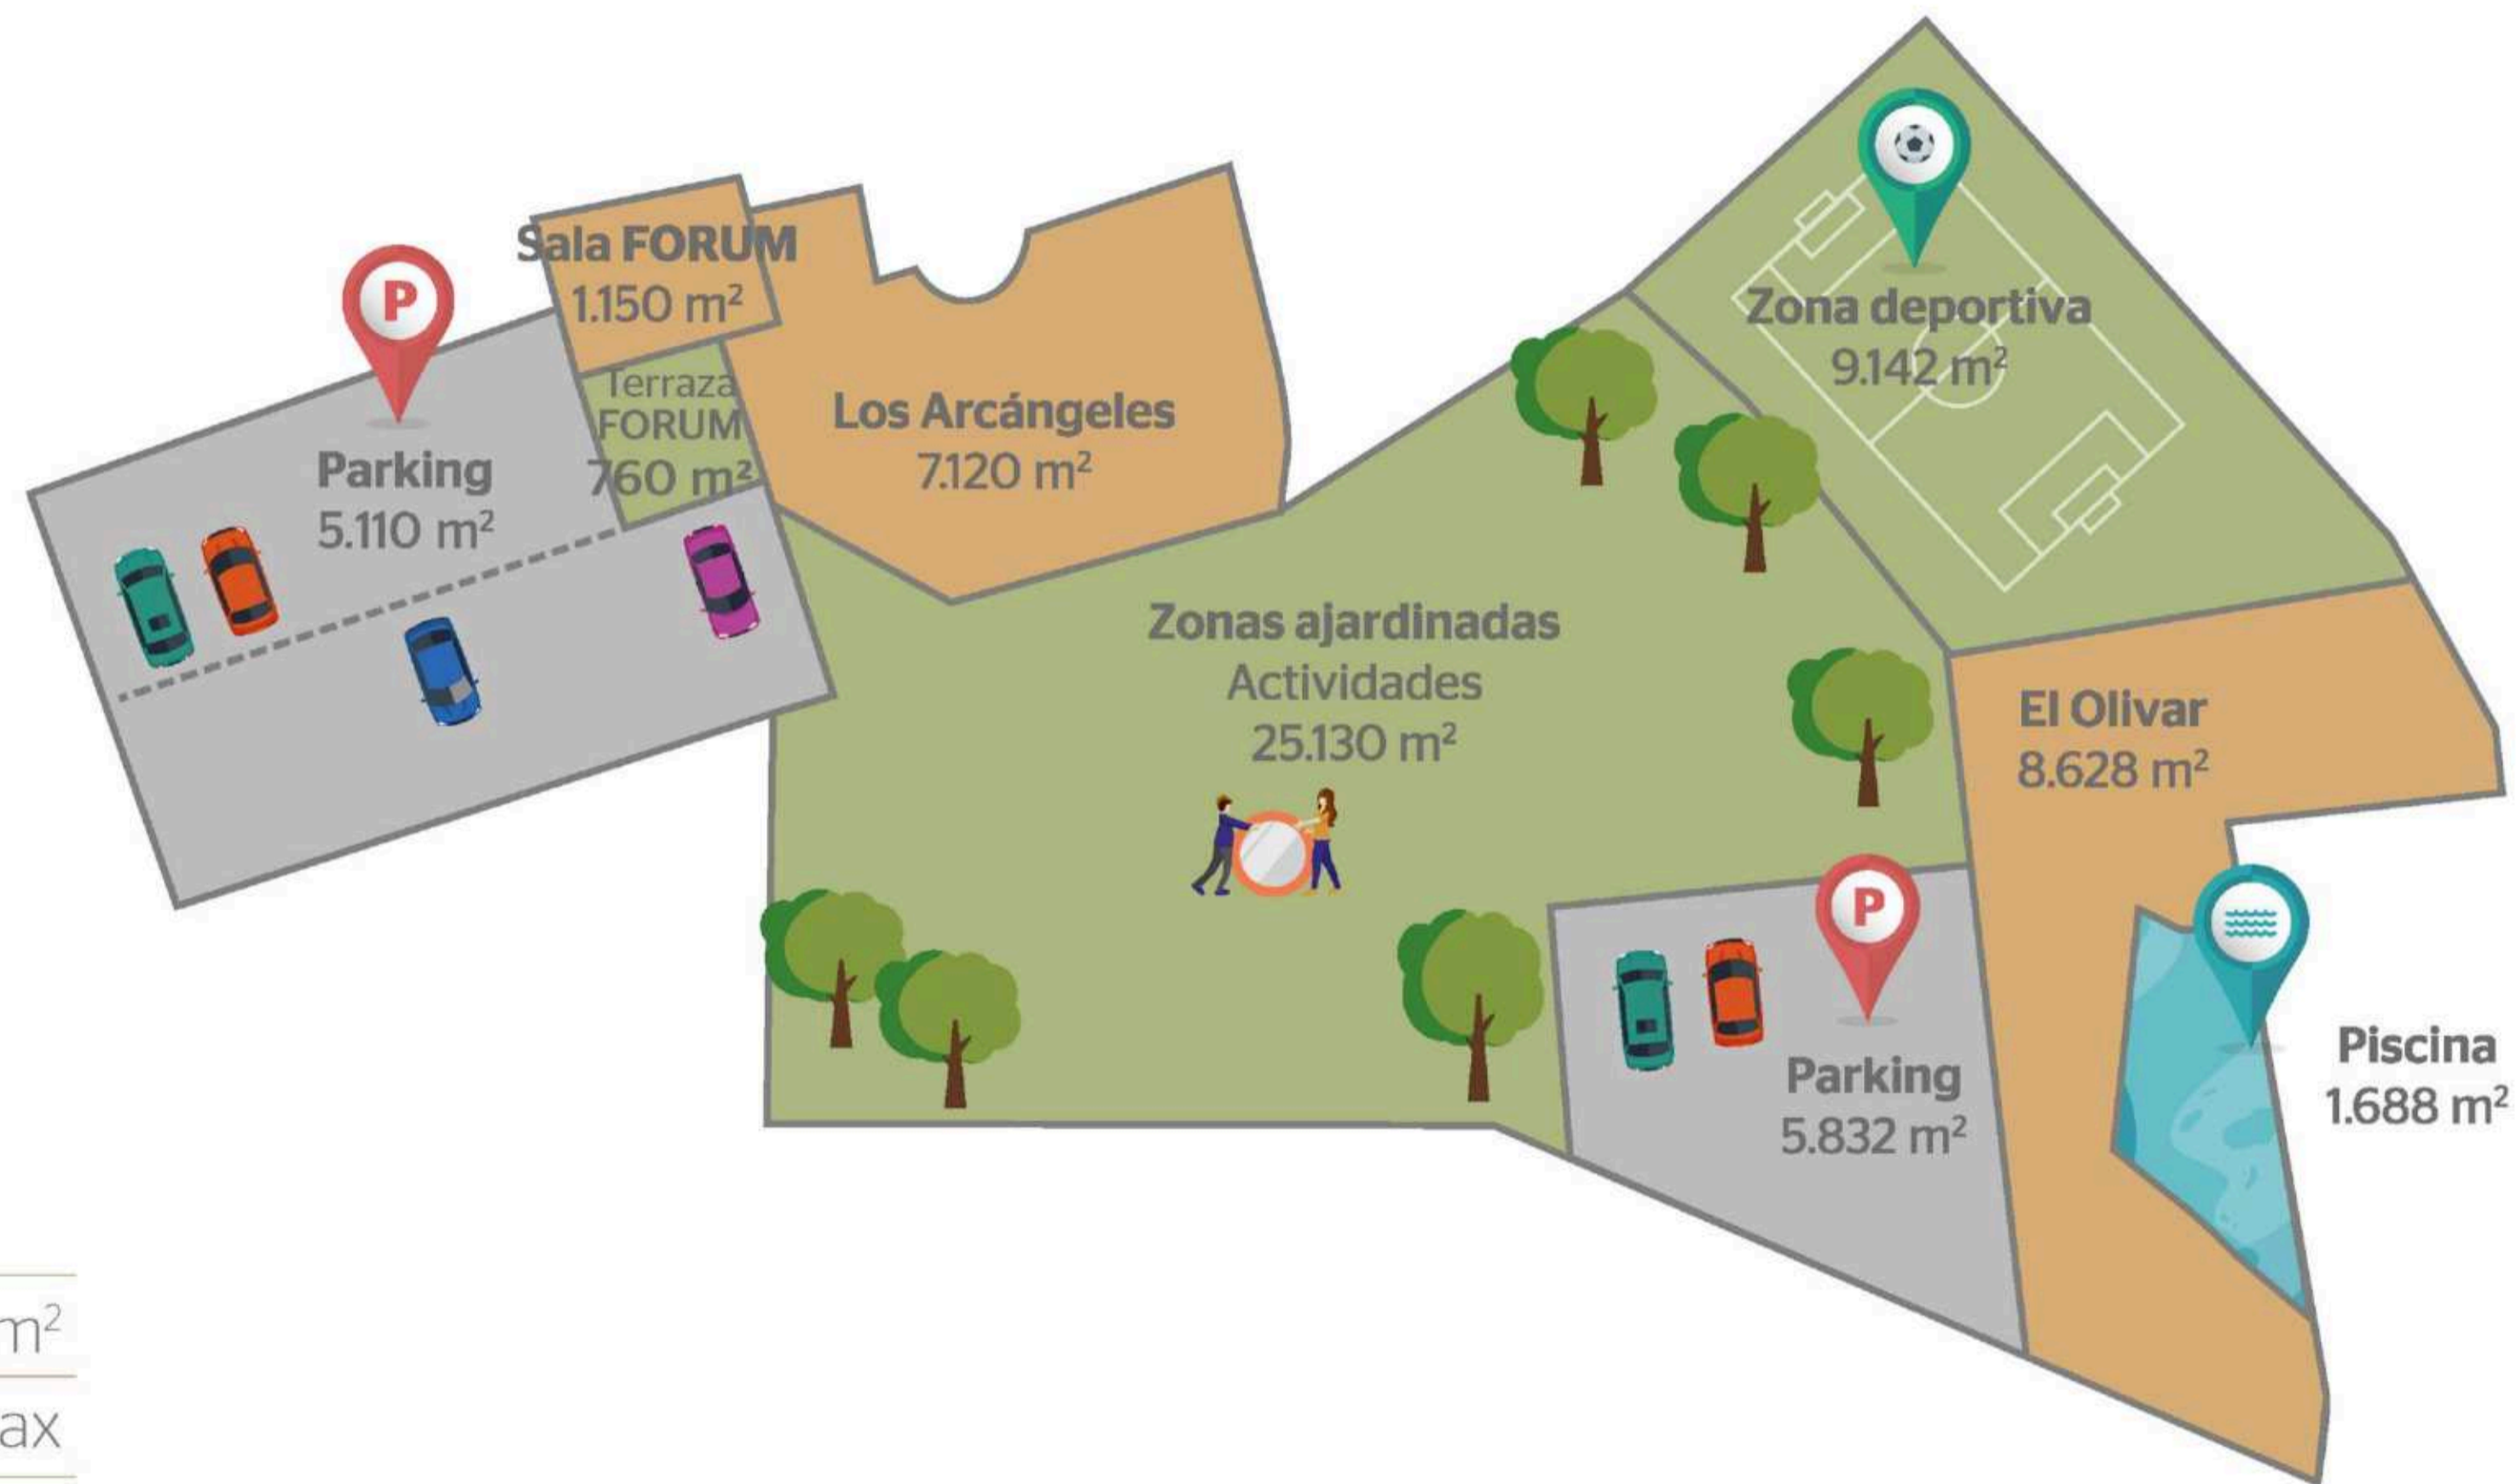 Sala FORUM
1.150 m²
P
Parking
5.110 m²
Terraza
FORUM
760 m²
Los Arcángeles
7.120 m²
Zona deportiva
9.142 m²
Zonas ajardinadas
Actividades
25.130 m²
El Olivar
8.628 m²
P
Parking
5.832 m²
Piscina
1.688 m²
m²
ax